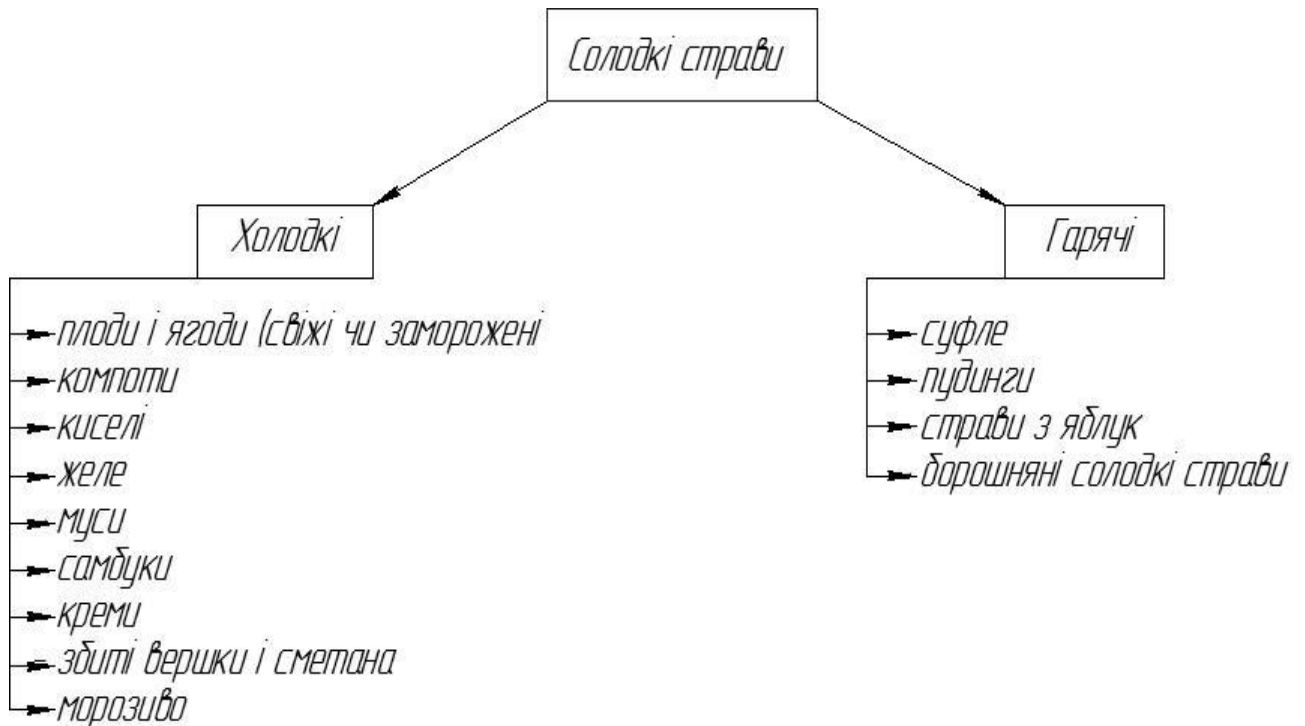 Солодкі страви
Холодкі
Гарячі
плоди і ягоди (свіжі чи заморожені
компоти
киселі
желе
муси
самбуки
креми
збиті вершки і сметана
морозиво
суфле
пудинги
страви з яблук
борошняні солодкі страви